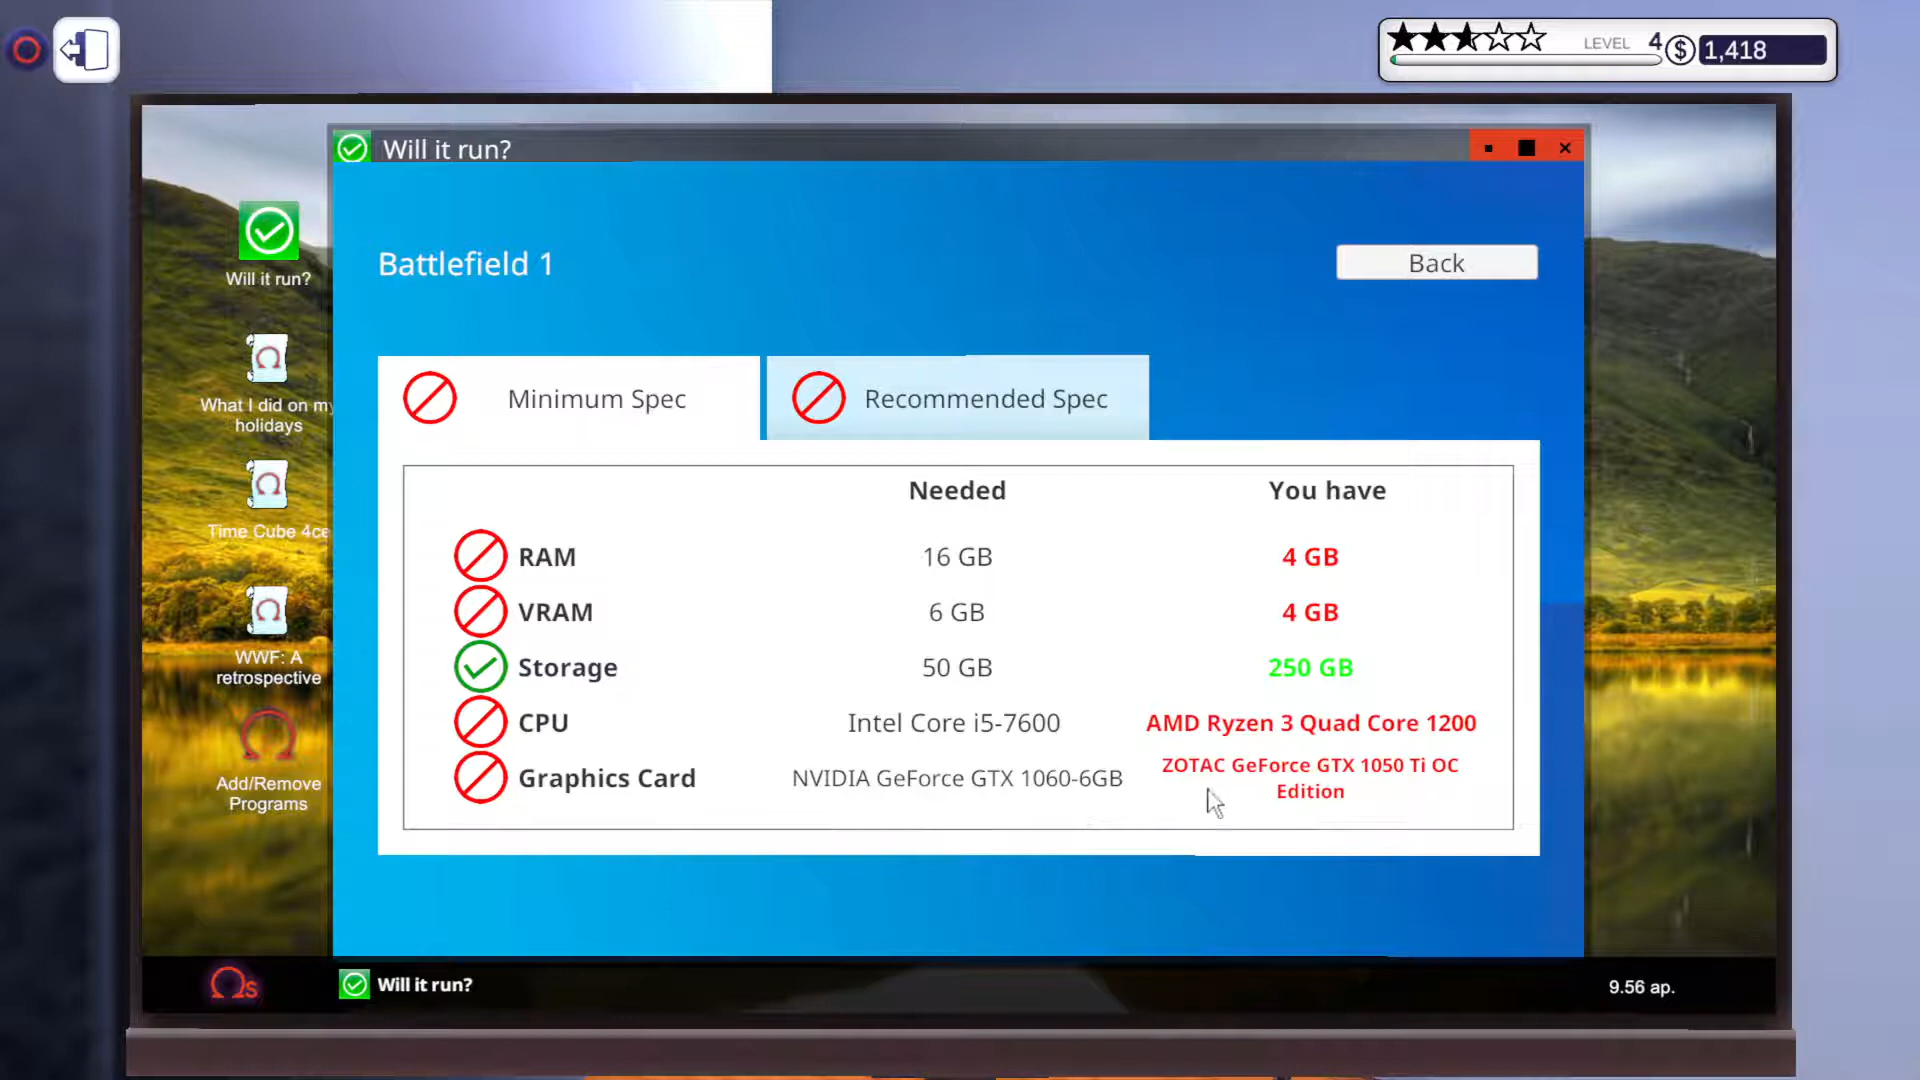 LEVEL 4
$ 1,418
Will it run?
Will it run?
Battlefield 1
Back
What I did on my
holidays
Minimum Spec
Recommended Spec
Needed You have
Time Cube 4ce
RAM 16 GB 4 GB
VRAM 6 GB 4 GB
WWF: A
retrospective
Storage 50 GB 250 GB
CPU Intel Core i5-7600 AMD Ryzen 3 Quad Core 1200
Graphics Card NVIDIA GeForce GTX 1060-6GB ZOTAC GeForce GTX 1050 Ti OC
Edition
Add/Remove
Programs
Ωs
Will it run?
9.56 ap.